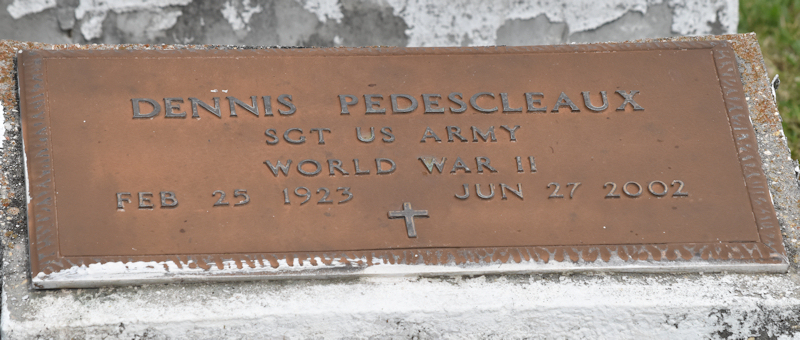 DENNIS PEDESCLEAUX
SGT US ARMY
WORLD WAR II
FEB 25 1923 JUN 27 2002